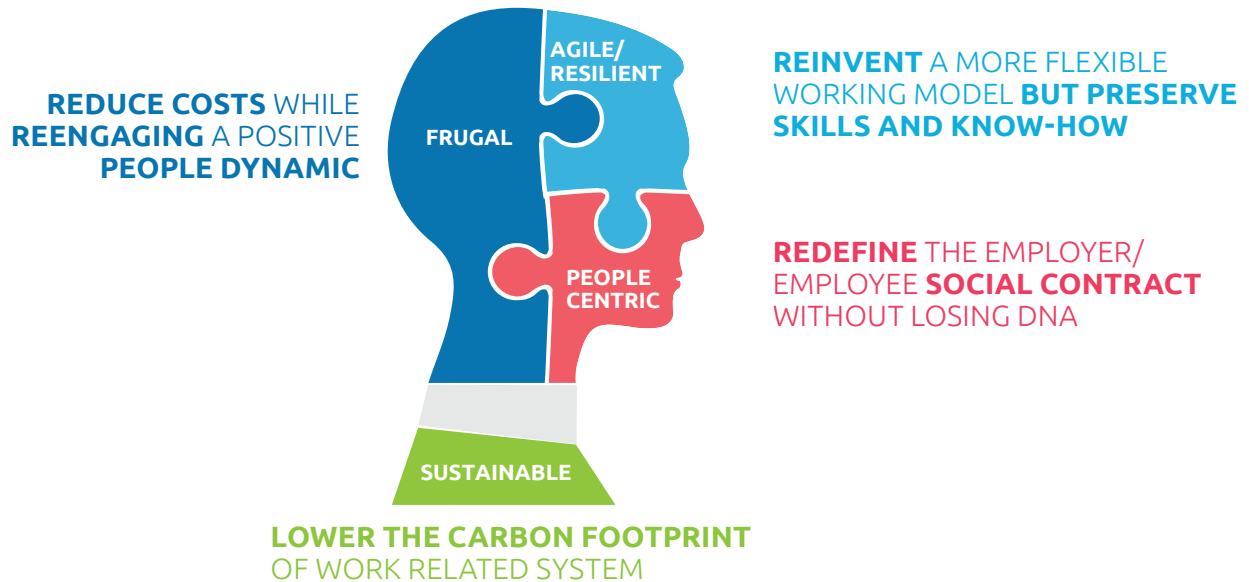 REDUCE COSTS WHILE
REENGAGING A POSITIVE
PEOPLE DYNAMIC
FRUGAL
AGILE/
RESILIENT
REINVENT A MORE FLEXIBLE
WORKING MODEL BUT PRESERVE
SKILLS AND KNOW-HOW
PEOPLE
CENTRIC
REDEFINE THE EMPLOYER/
EMPLOYEE SOCIAL CONTRACT
WITHOUT LOSING DNA
SUSTAINABLE
LOWER THE CARBON FOOTPRINT
OF WORK RELATED SYSTEM